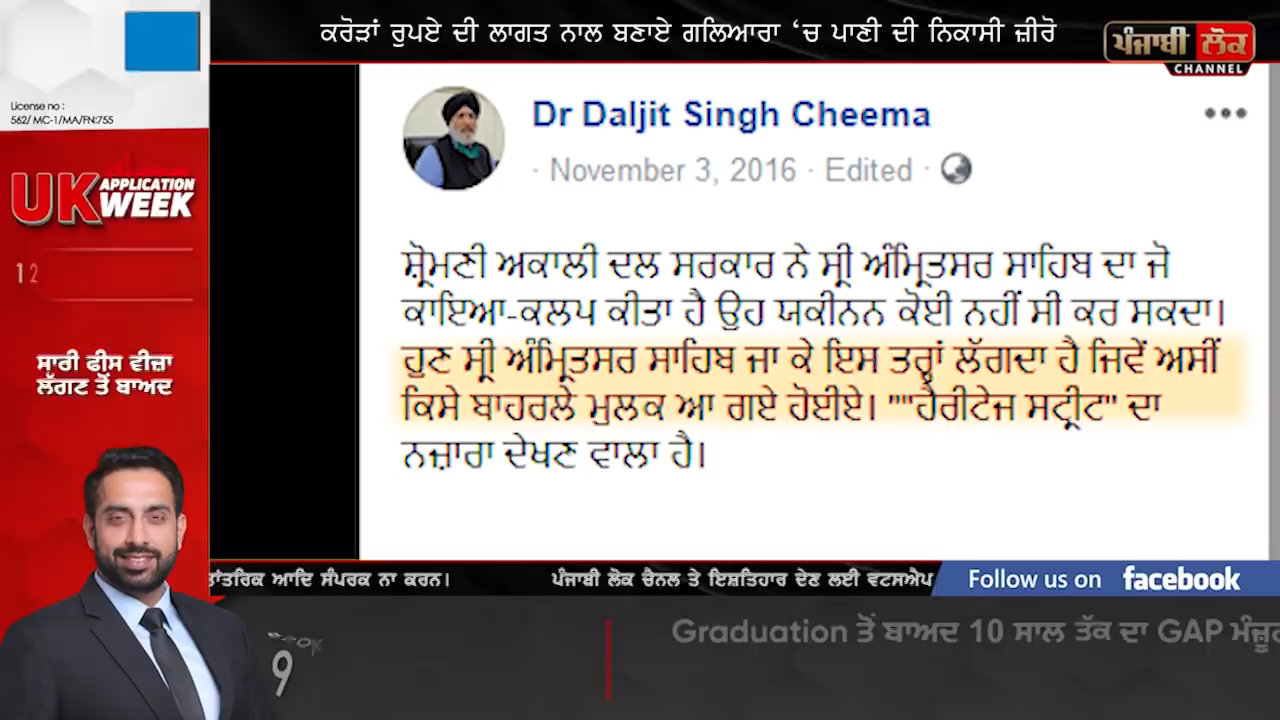 ਕਰੋੜਾਂ ਰੁਪਏ ਦੀ ਲਾਗਤ ਨਾਲ ਬਣਾਏ ਗਲਿਆਰਾ ‘ਚ ਪਾਣੀ ਦੀ ਨਿਕਾਸੀ ਜ਼ੀਰੋ
ਪੰਜਾਬੀ ਲੋਕ
CHANNEL
License no :
562/ MC-1/MA/FN:755
UK APPLICATION WEEK
12
ਸਾਰੀ ਫੀਸ ਵੀਜ਼ਾ
ਲੱਗਣ ਤੋਂ ਬਾਅਦ
Dr Daljit Singh Cheema
· November 3, 2016 · Edited ·
ਸ਼੍ਰੋਮਣੀ ਅਕਾਲੀ ਦਲ ਸਰਕਾਰ ਨੇ ਸ੍ਰੀ ਅੰਮ੍ਰਿਤਸਰ ਸਾਹਿਬ ਦਾ ਜੋ
ਕਾਇਆ-ਕਲਪ ਕੀਤਾ ਹੈ ਉਹ ਯਕੀਨਨ ਕੋਈ ਨਹੀਂ ਸੀ ਕਰ ਸਕਦਾ।
ਹੁਣ ਸ੍ਰੀ ਅੰਮ੍ਰਿਤਸਰ ਸਾਹਿਬ ਜਾ ਕੇ ਇਸ ਤਰ੍ਹਾਂ ਲੱਗਦਾ ਹੈ ਜਿਵੇਂ ਅਸੀਂ
ਕਿਸੇ ਬਾਹਰਲੇ ਮੁਲਕ ਆ ਗਏ ਹੋਈਏ। ""ਹੈਰੀਟੇਜ ਸਟ੍ਰੀਟ" ਦਾ
ਨਜ਼ਾਰਾ ਦੇਖਣ ਵਾਲਾ ਹੈ।
ਆਦਿ ਸੰਪਰਕ ਨਾ ਕਰਨ। ਪੰਜਾਬੀ ਲੋਕ ਚੈਨਲ ਤੇ ਇਸ਼ਤਿਹਾਰ ਦੇਣ ਲਈ ਵਟਸਐਪ
Follow us on facebook
9
Graduation ਤੋਂ ਬਾਅਦ 10 ਸਾਲ ਤੱਕ ਦਾ GAP